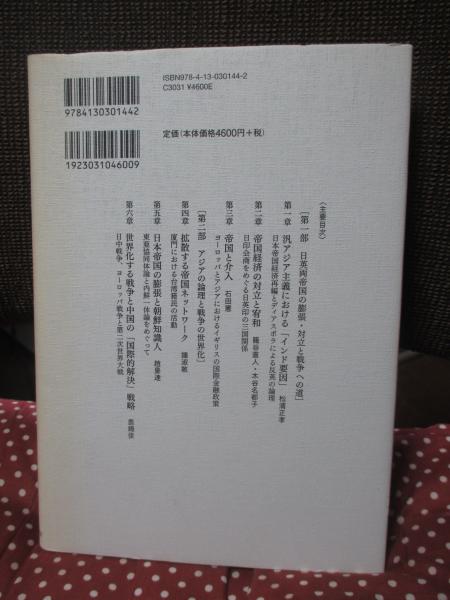 ISBN978-4-13-030144-2
C3031 ¥4600E
9784130301442
定価(本体価格4600円+税)
1923031046009
〈主要目次〉
[第一部 日英両帝国の膨張・対立と戦争への道]
第一章 汎アジア主義における「インド要因」 松浦正孝
日本帝国経済再編とディアスポラによる反英の論理
第二章 帝国経済の対立と宥和 籠谷直人・木谷名都子
日印会商をめぐる日英印の三国関係
第三章 帝国と介入 石田憲
ヨーロッパとアジアにおけるイギリスの国際金融政策
[第二部 アジアの論理と戦争の世界化]
第四章 拡散する帝国ネットワーク 鍾淑敏
廈門における台湾籍民の活動
第五章 日本帝国の膨張と朝鮮知識人 趙景達
東亜協同体論と内鮮一体論をめぐって
第六章 世界化する戦争と中国の「国際的解決」戦略 鹿錫俊
日中戦争、ヨーロッパ戦争と第二次世界大戦